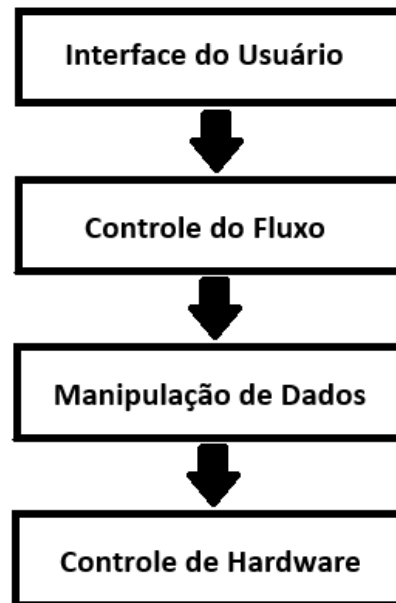 Interface do Usuário
Controle do Fluxo
Manipulação de Dados
Controle de Hardware